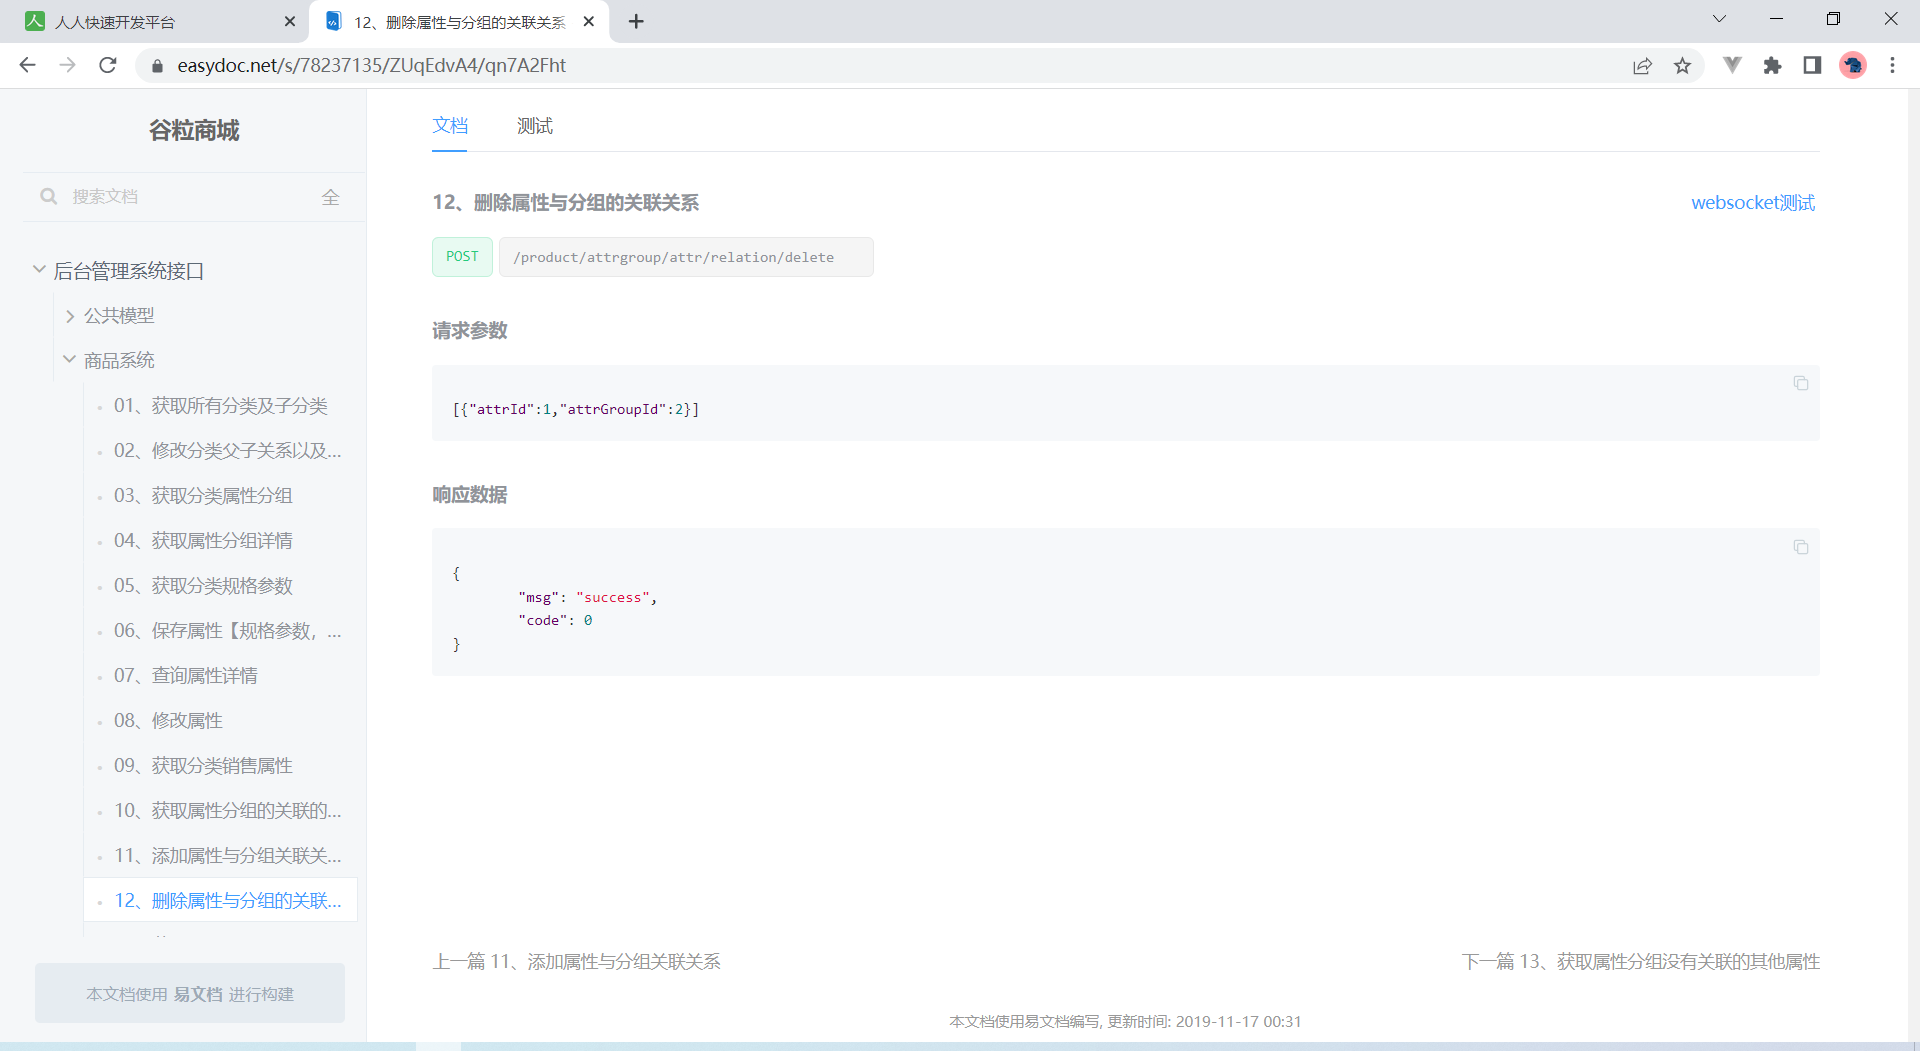 人人快速开发平台
12、删除属性与分组的关联关系
easydoc.net/s/78237135/ZUqEdvA4/qn7A2Fht
谷粒商城
搜索文档
全
后台管理系统接口
公共模型
商品系统
01、获取所有分类及子分类
02、修改分类父子关系以及...
03、获取分类属性分组
04、获取属性分组详情
05、获取分类规格参数
06、保存属性【规格参数，...
07、查询属性详情
08、修改属性
09、获取分类销售属性
10、获取属性分组的关联的...
11、添加属性与分组关联关...
12、删除属性与分组的关联...
本文档使用 易文档 进行构建
文档 测试
12、删除属性与分组的关联关系
websocket测试
POST /product/attrgroup/attr/relation/delete
请求参数
[{"attrId":1,"attrGroupId":2}]
响应数据
{
"msg": "success",
"code": 0
}
上一篇 11、添加属性与分组关联关系
下一篇 13、获取属性分组没有关联的其他属性
本文档使用易文档编写, 更新时间: 2019-11-17 00:31